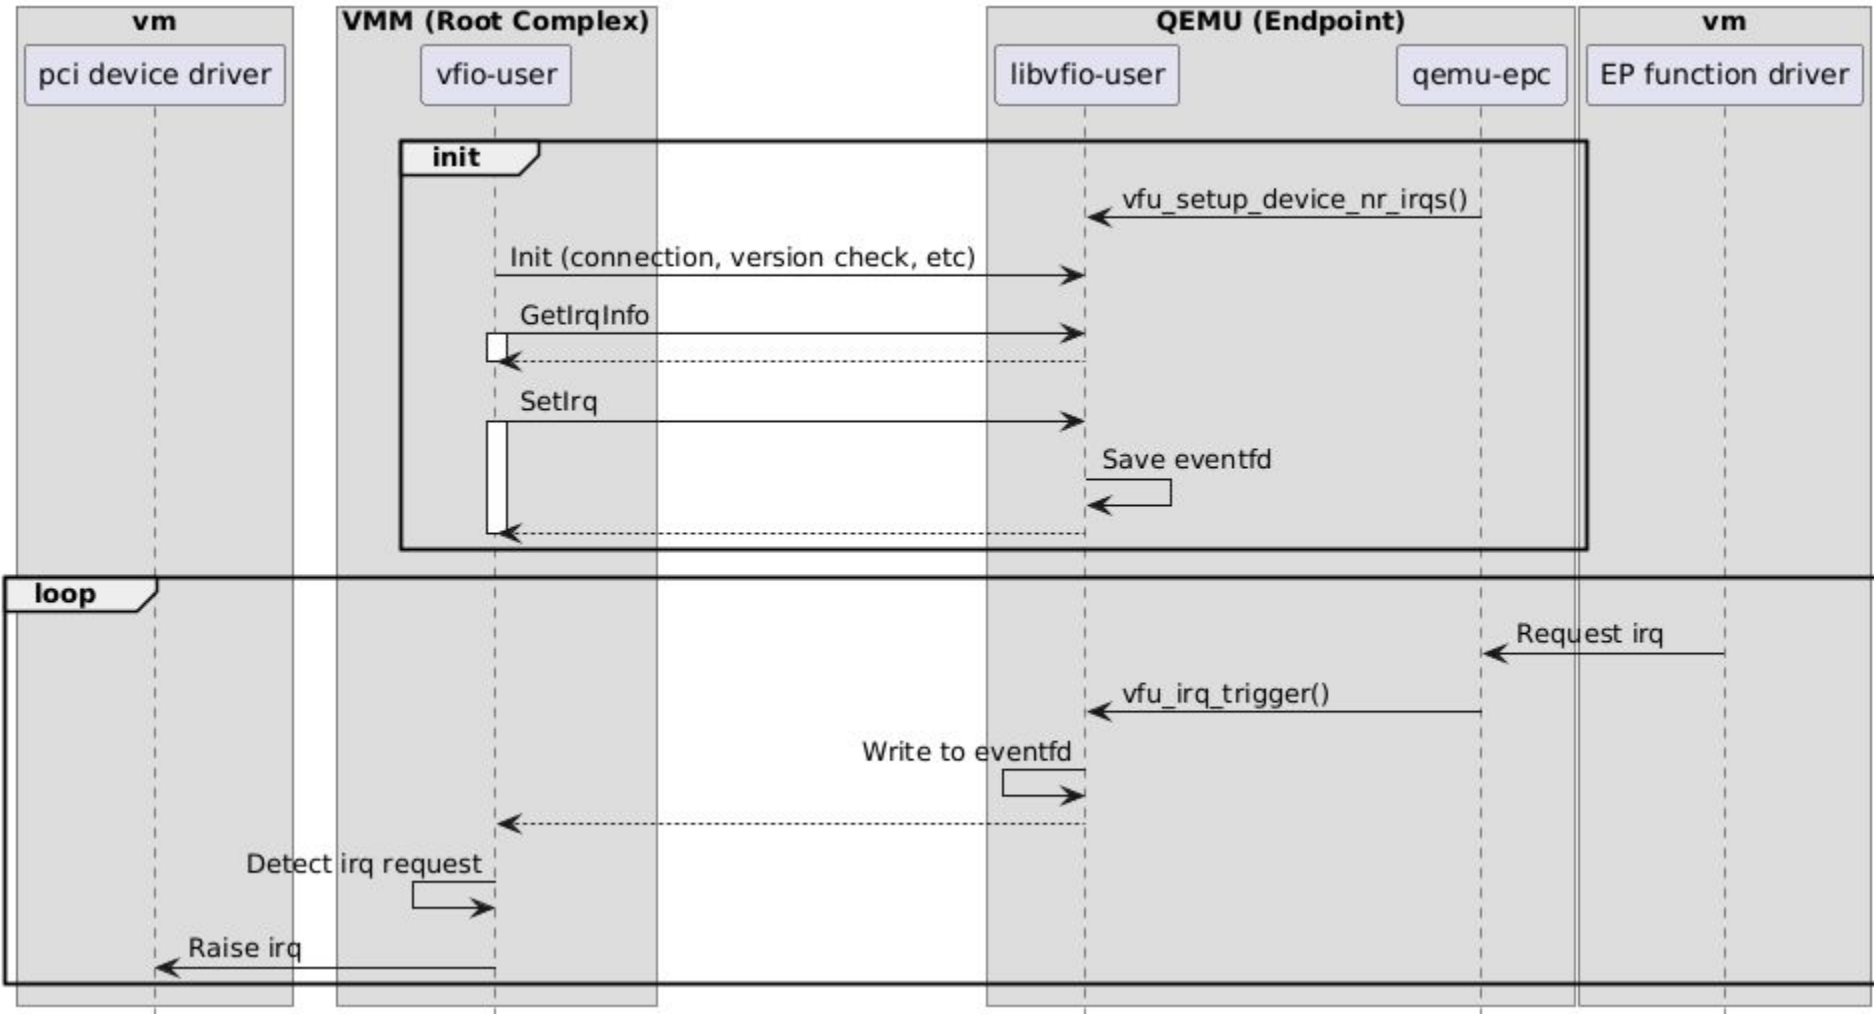 vm
VMM (Root Complex)
QEMU (Endpoint)
vm
pci device driver
vfio-user
libvfio-user
qemu-epc
EP function driver
init
vfu_setup_device_nr_irqs()
Init (connection, version check, etc)
GetIrqInfo
SetIrq
Save eventfd
loop
Request irq
vfu_irq_trigger()
Write to eventfd
Detect irq request
Raise irq